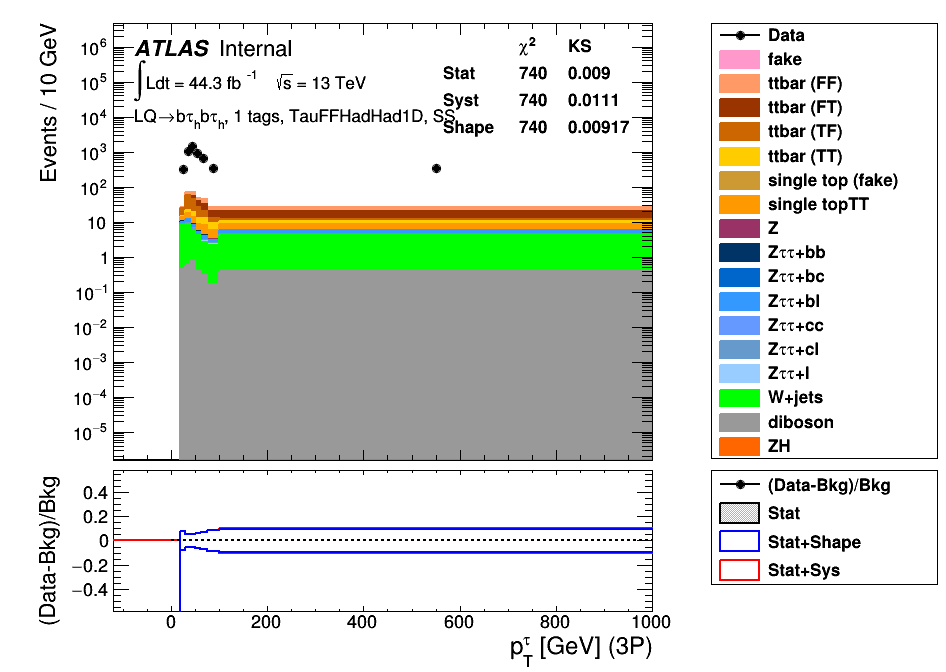 ATLAS Internal
∫Ldt = 44.3 fb⁻¹ √s = 13 TeV
LQ→bτₕbτₕ, 1 tags, TauFFHadHad1D, SS
χ² KS
Stat 740 0.009
Syst 740 0.0111
Shape 740 0.00917
Events / 10 GeV
10⁶
10⁵
10⁴
10³
10²
10
1
10⁻¹
10⁻²
10⁻³
10⁻⁴
10⁻⁵
Data
fake
ttbar (FF)
ttbar (FT)
ttbar (TF)
ttbar (TT)
single top (fake)
single topTT
Z
Zττ+bb
Zττ+bc
Zττ+bl
Zττ+cc
Zττ+cl
Zττ+l
W+jets
diboson
ZH
(Data-Bkg)/Bkg
0.4
0.2
0
−0.2
−0.4
0 200 400 600 800 1000
p_T^τ [GeV] (3P)
(Data-Bkg)/Bkg
Stat
Stat+Shape
Stat+Sys